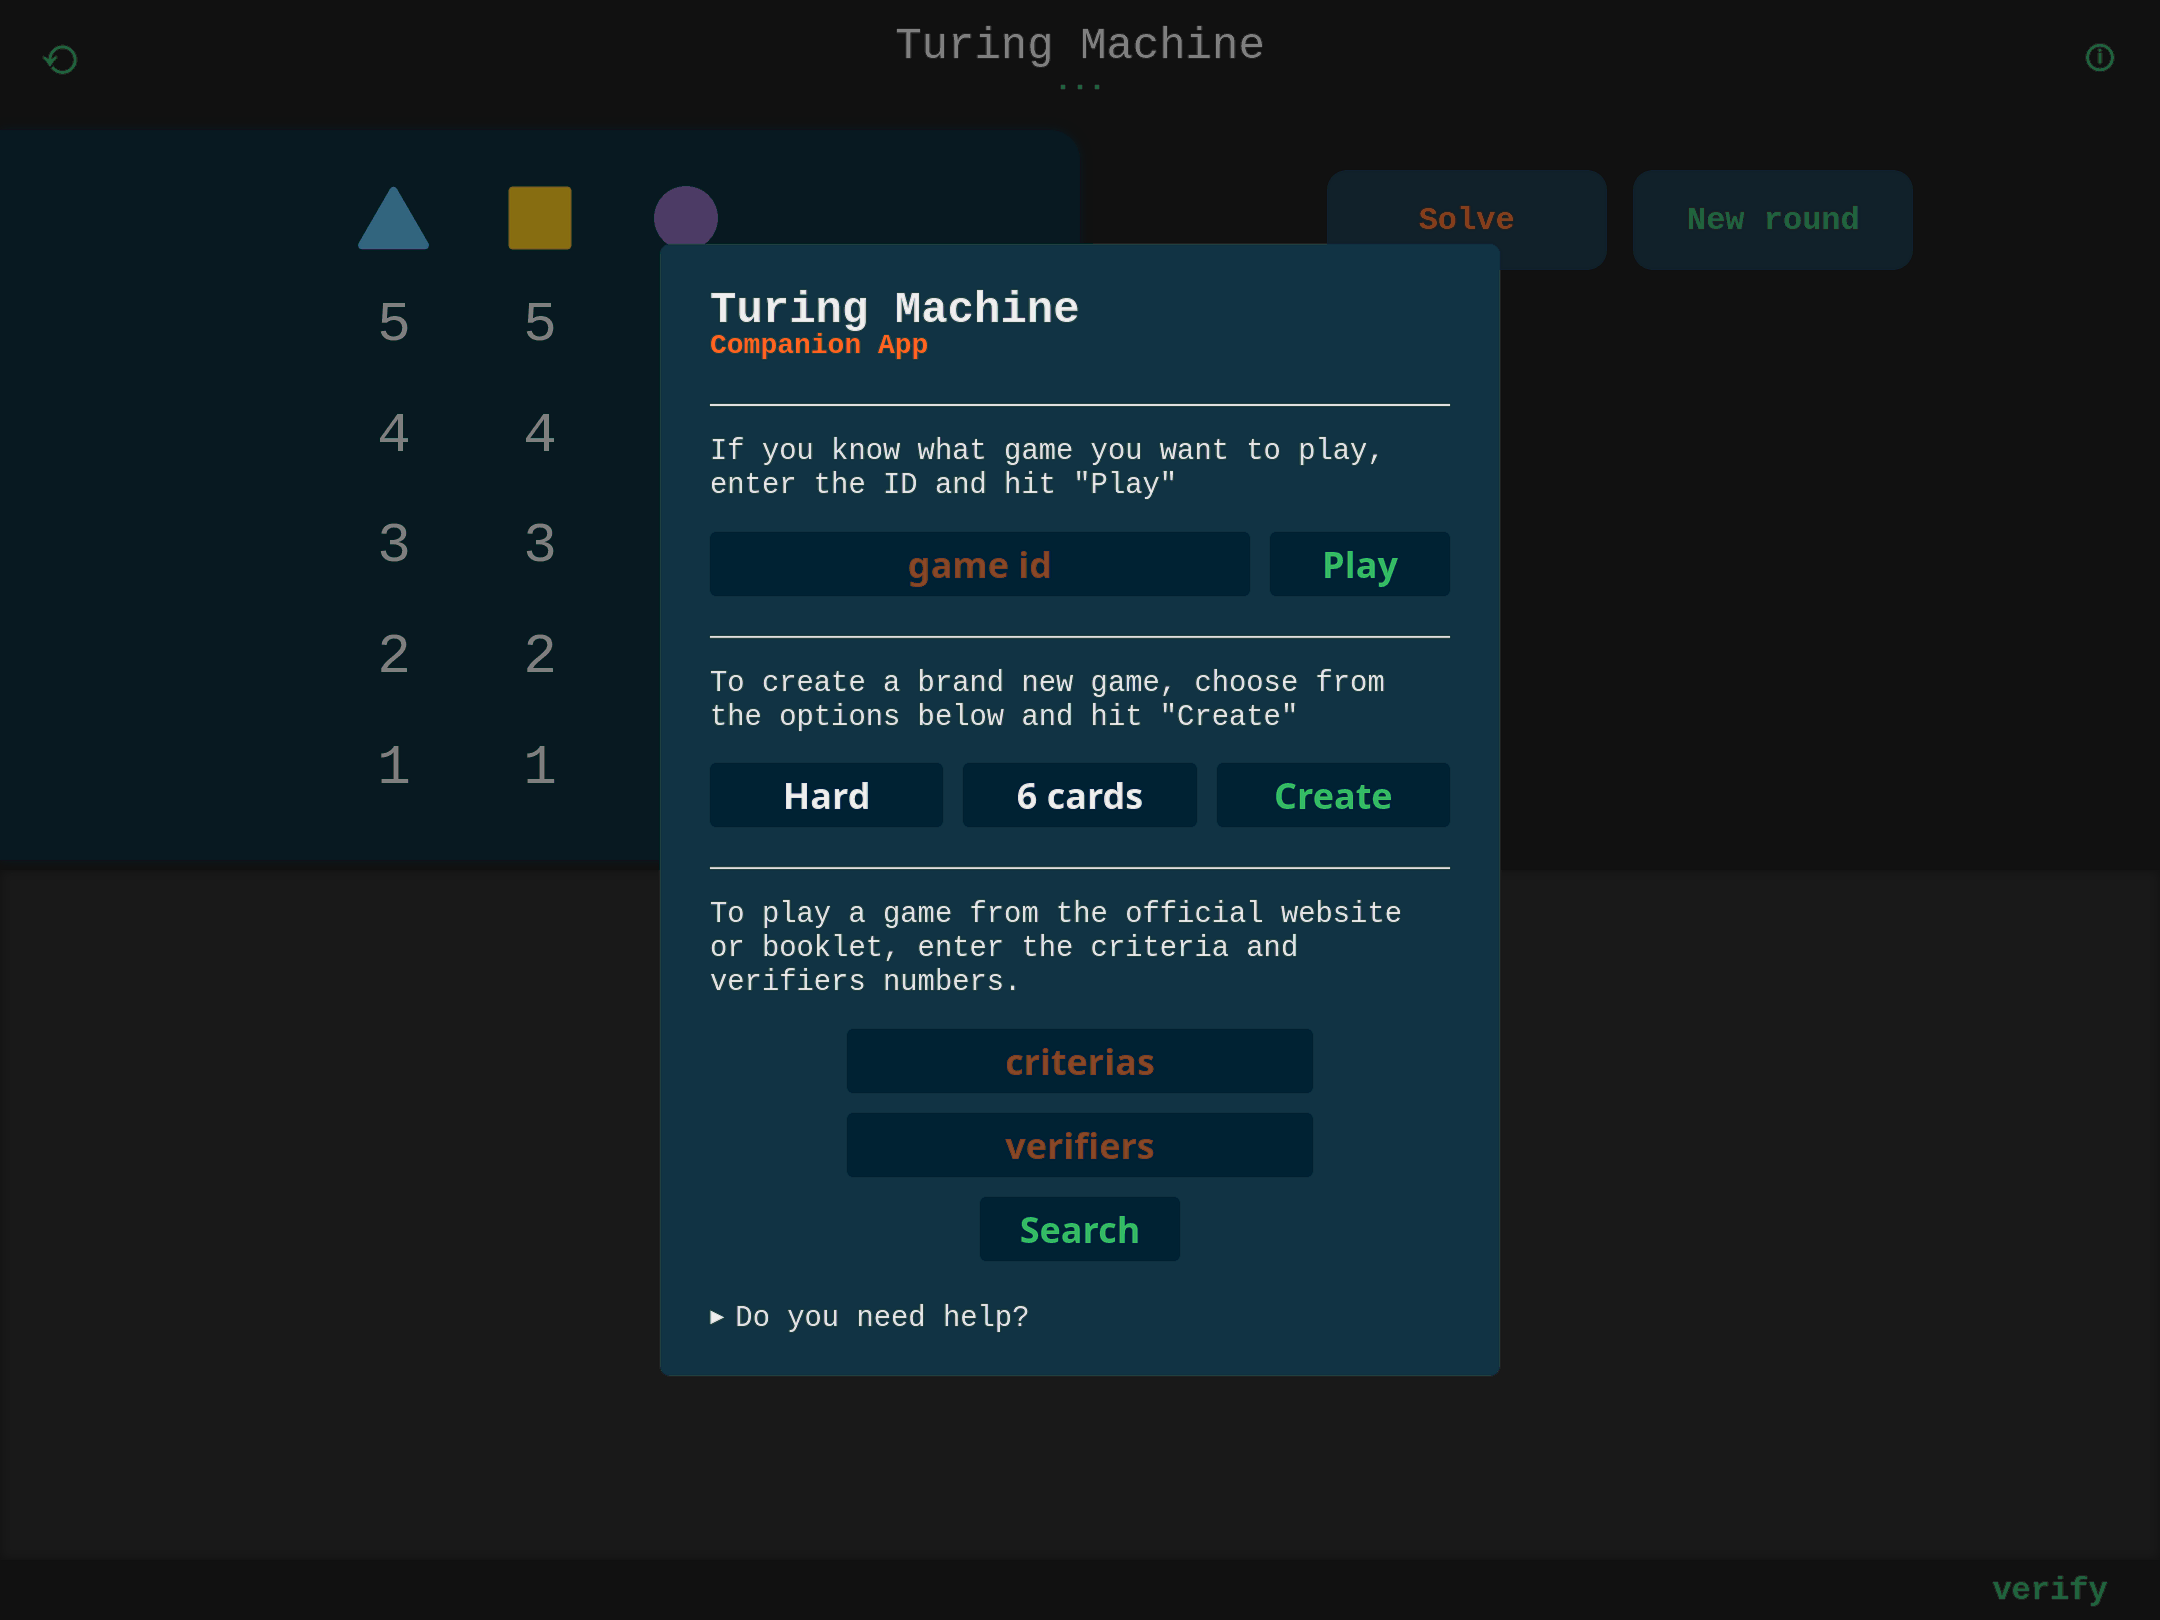 Turing Machine
...
Solve
New round
5 5
4 4
3 3
2 2
1 1
Turing Machine
Companion App
If you know what game you want to play,
enter the ID and hit "Play"
game id
Play
To create a brand new game, choose from
the options below and hit "Create"
Hard
6 cards
Create
To play a game from the official website
or booklet, enter the criteria and
verifiers numbers.
criterias
verifiers
Search
Do you need help?
verify